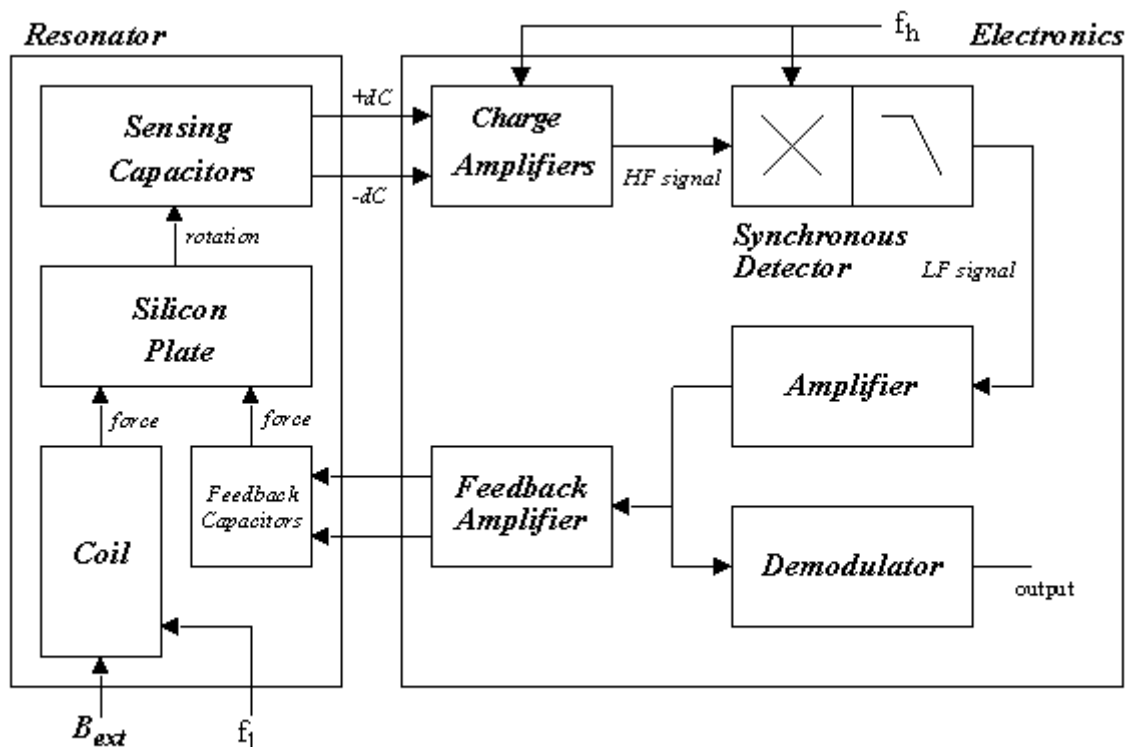 Resonator
f_h
Electronics
Sensing
Capacitors
+dC
-dC
Charge
Amplifiers
HF signal
Synchronous
Detector
LF signal
rotation
Silicon
Plate
force
force
Amplifier
Coil
Feedback
Capacitors
Feedback
Amplifier
Demodulator
output
B_ext
f_l